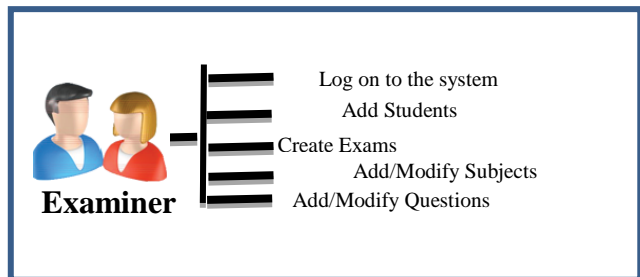 Log on to the system
Add Students
Create Exams
Add/Modify Subjects
Examiner
Add/Modify Questions